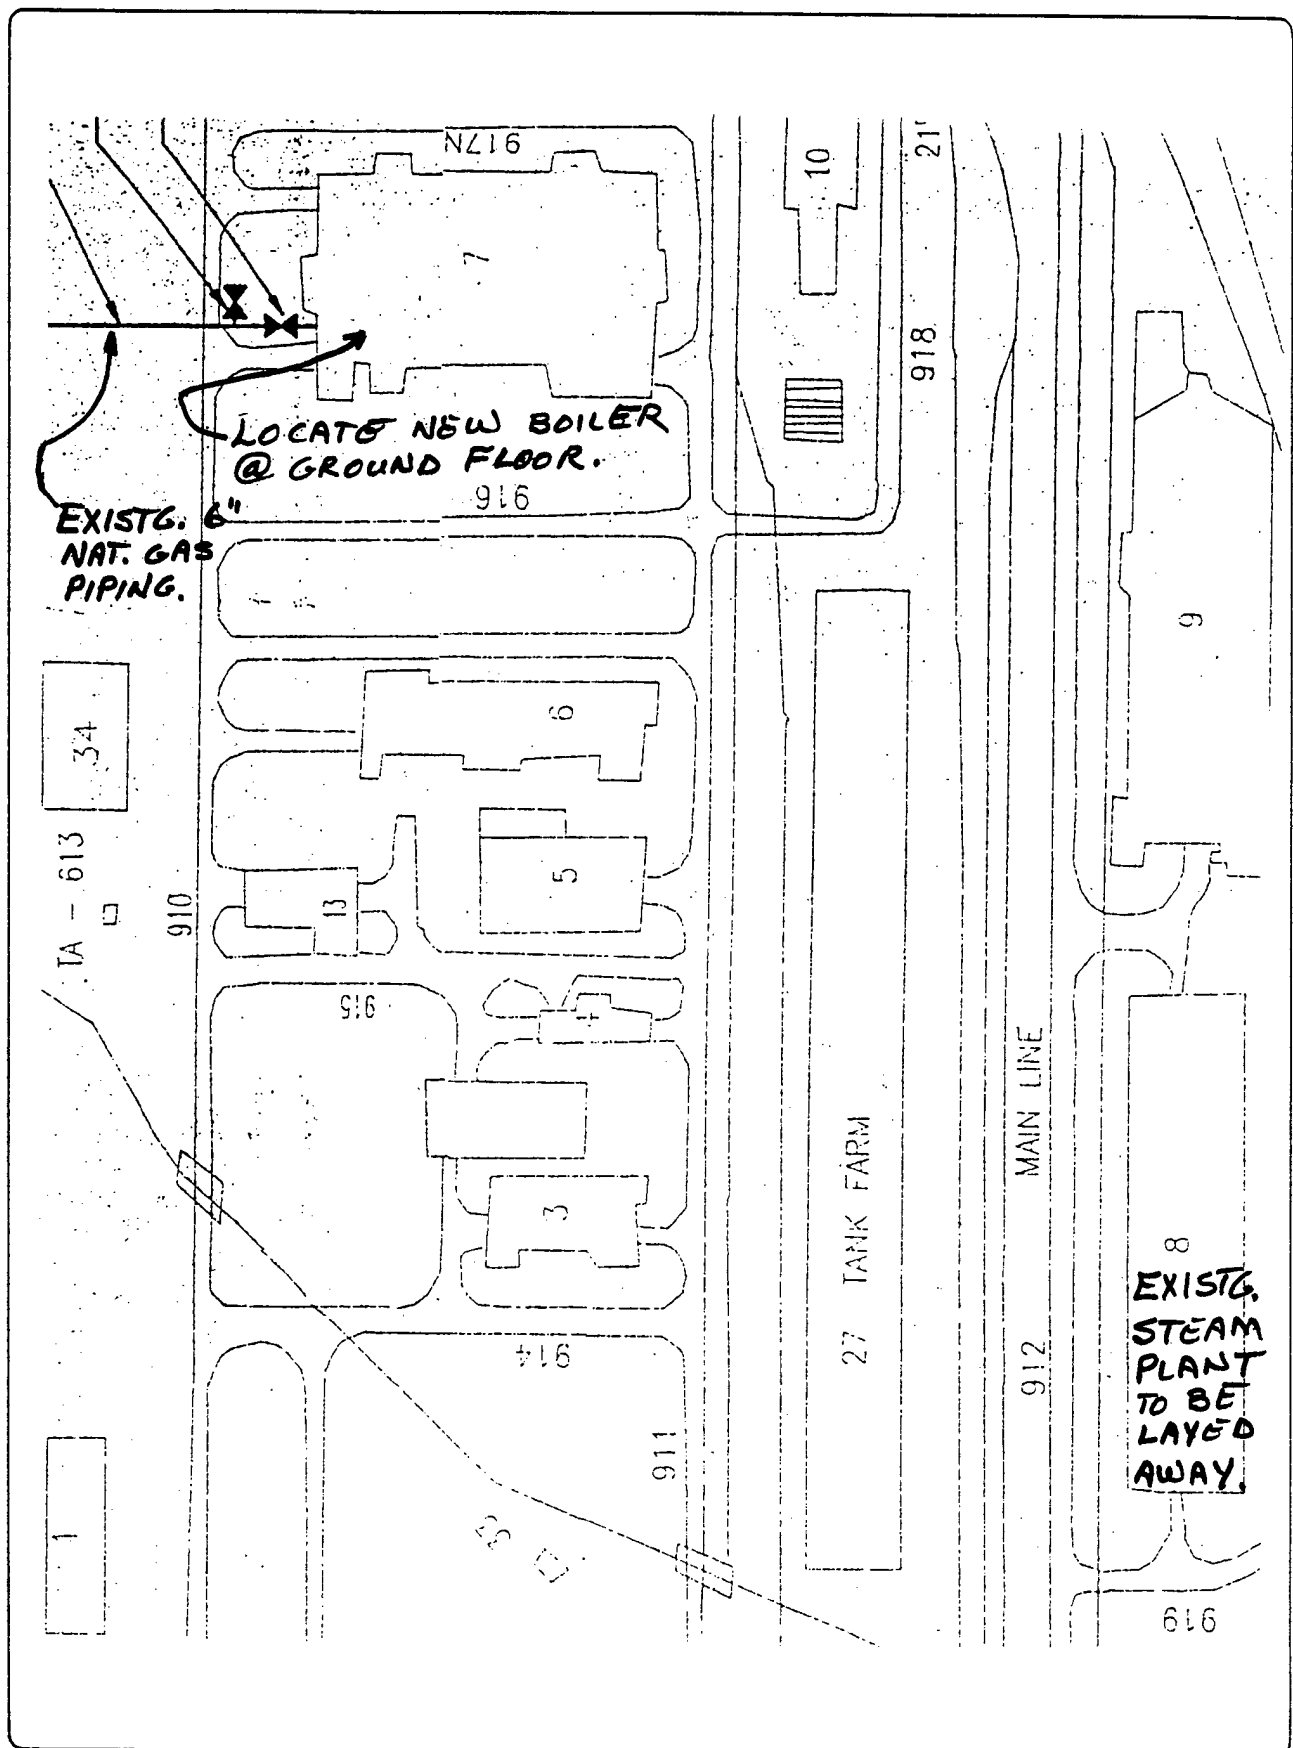 917N
10
21'
7
918
LOCATE NEW BOILER
@ GROUND FLOOR.
916
EXISTG. 6"
NAT. GAS
PIPING.
9
34
6
TA - 613
5
13
910
915
4
MAIN LINE
27 TANK FARM
3
8
EXISTG.
STEAM
PLANT
TO BE
LAYED
AWAY.
914
912
911
1
35
919